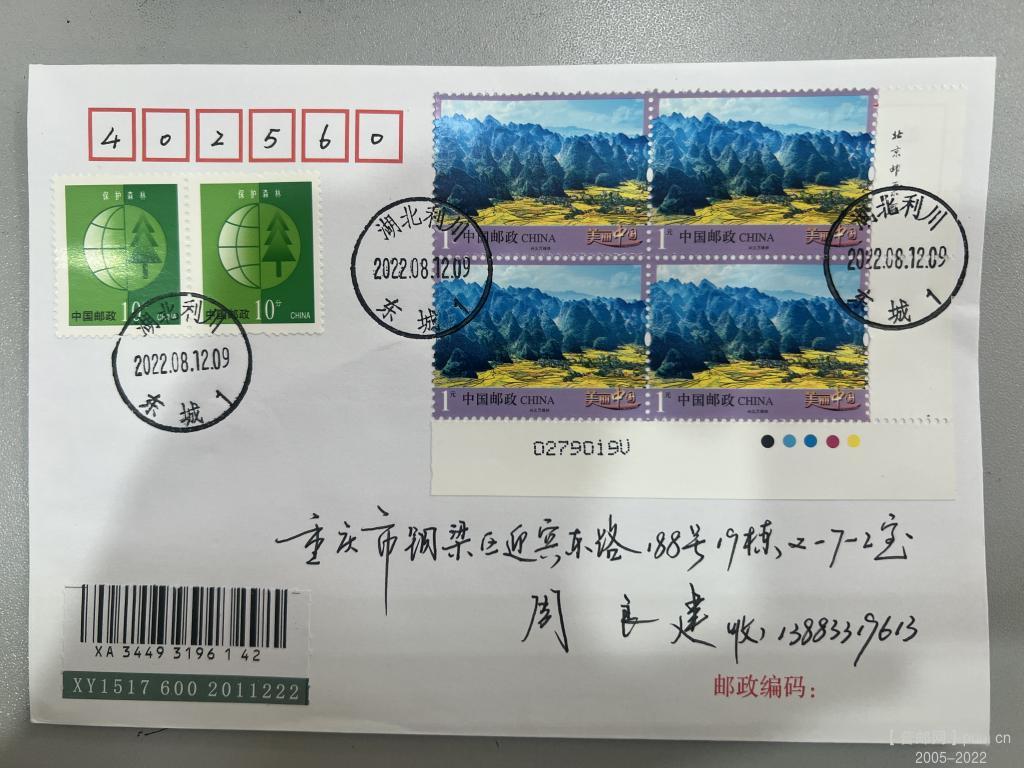 402560
保护森林
保护森林
中国邮政 10分 CHINA
中国邮政 10分 CHINA
湖北利川
2022.08.12.09
东城1
1元 中国邮政 CHINA 美丽中国
1元 中国邮政 CHINA 美丽中国
1元 中国邮政 CHINA 美丽中国
1元 中国邮政 CHINA 美丽中国
北京邮
湖北利川
2022.08.12.09
东城1
湖北利川
2022.08.12.09
东城1
0279019V
重庆市铜梁区迎宾东路188号19栋2-7-2室
周良建收 13883319613
XA 3449 3196 1 42
XY1517 600 2011222
邮政编码:
2005-2022